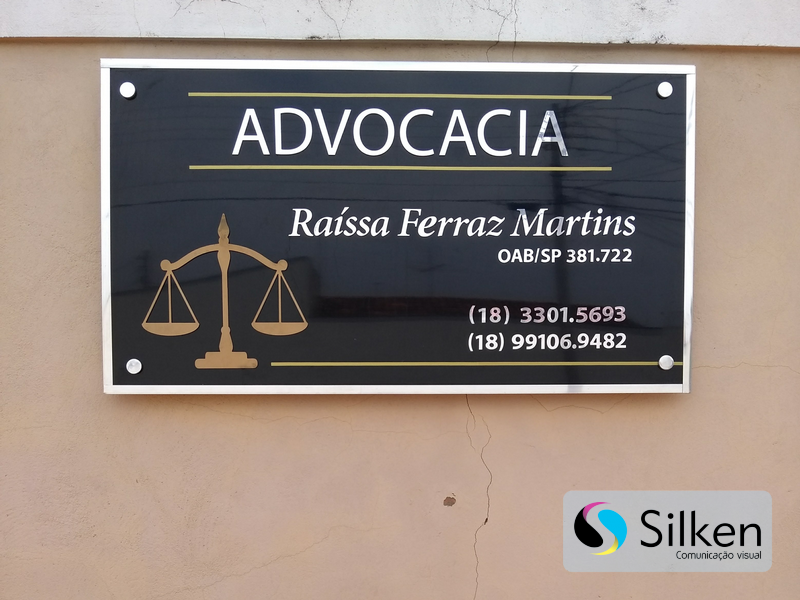 ADVOCACIA
Raíssa Ferraz Martins
OAB/SP 381.722
(18) 3301.5693
(18) 99106.9482
Silken
Comunicação visual